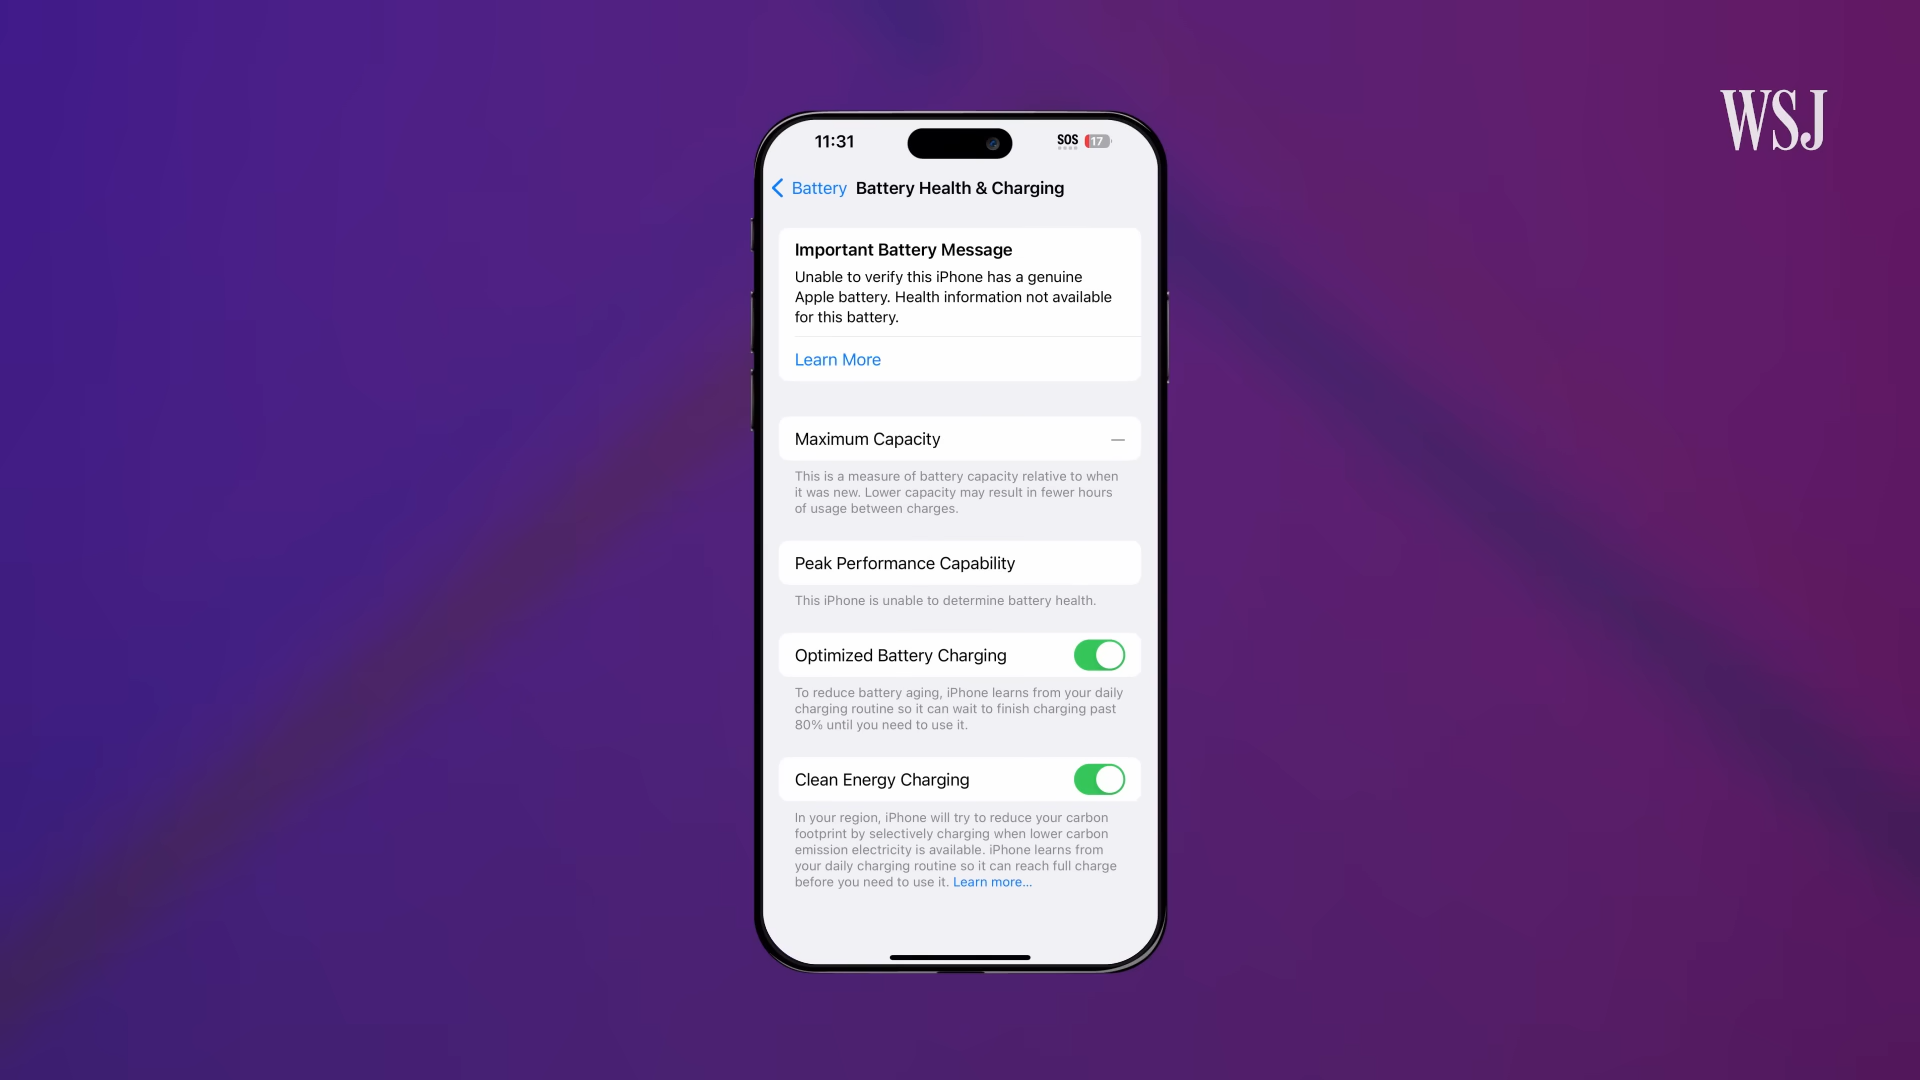 WSJ
11:31
SOS 17
Battery Battery Health & Charging
Important Battery Message
Unable to verify this iPhone has a genuine
Apple battery. Health information not available
for this battery.
Learn More
Maximum Capacity —
This is a measure of battery capacity relative to when
it was new. Lower capacity may result in fewer hours
of usage between charges.
Peak Performance Capability
This iPhone is unable to determine battery health.
Optimized Battery Charging
To reduce battery aging, iPhone learns from your daily
charging routine so it can wait to finish charging past
80% until you need to use it.
Clean Energy Charging
In your region, iPhone will try to reduce your carbon
footprint by selectively charging when lower carbon
emission electricity is available. iPhone learns from
your daily charging routine so it can reach full charge
before you need to use it. Learn more...